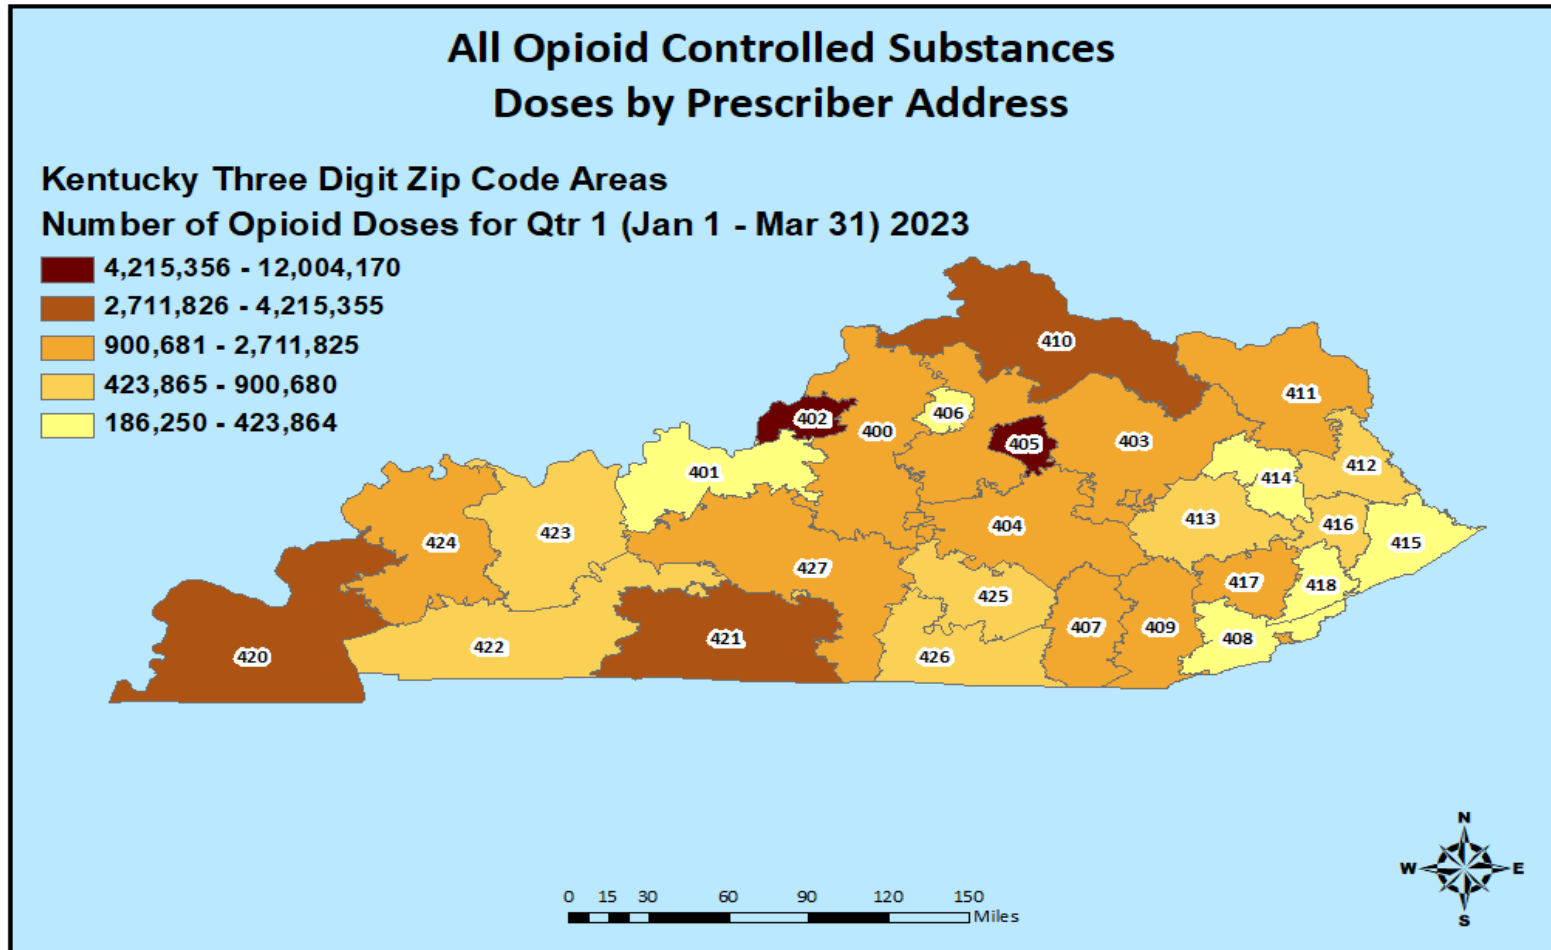 All Opioid Controlled Substances
Doses by Prescriber Address
Kentucky Three Digit Zip Code Areas
Number of Opioid Doses for Qtr 1 (Jan 1 - Mar 31) 2023
4,215,356 - 12,004,170
2,711,826 - 4,215,355
900,681 - 2,711,825
423,865 - 900,680
186,250 - 423,864
410
411
402
406
400
405
403
401
412
414
413
416
423
404
424
415
427
417
418
425
407
409
421
408
422
420
426
N
W E
S
0 15 30 60 90 120 150
Miles